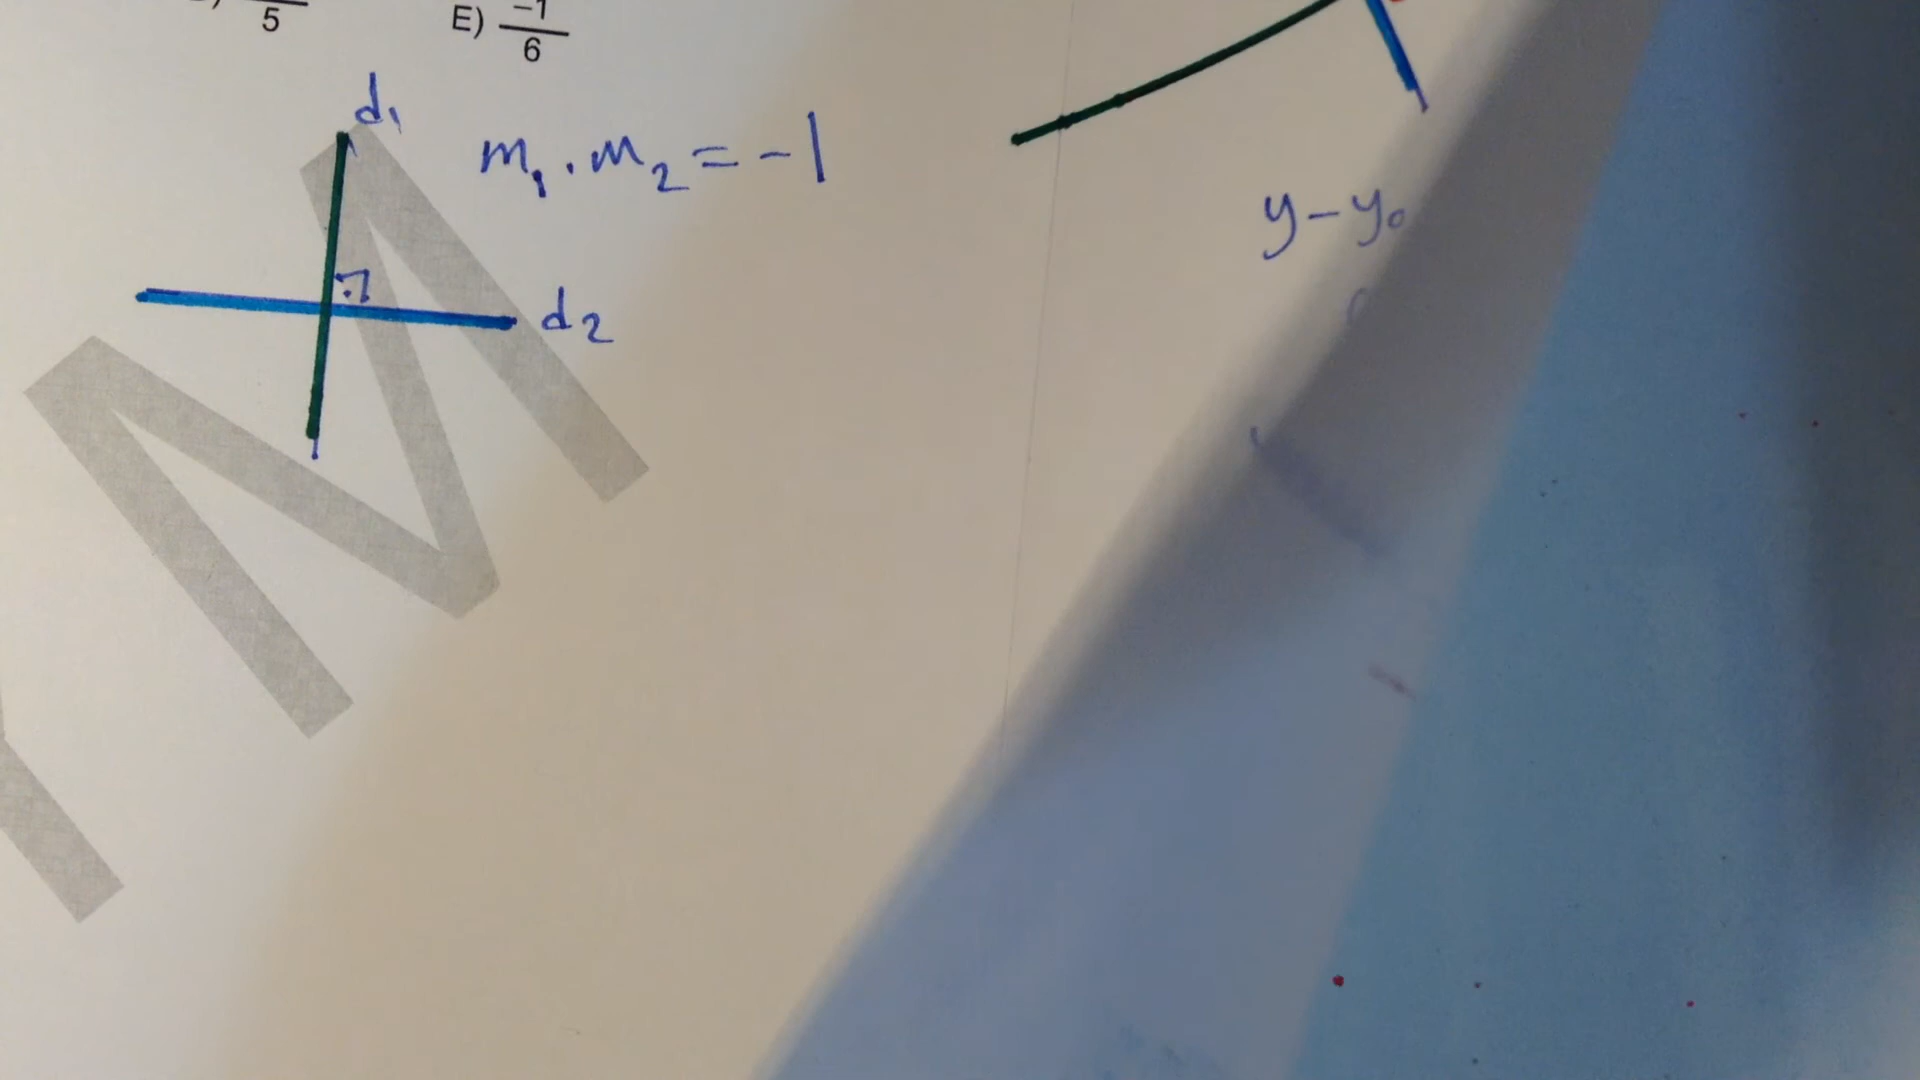 5
E) -1/6
d₁
m₁ . m₂ = -1
d₂
y - y₀
M